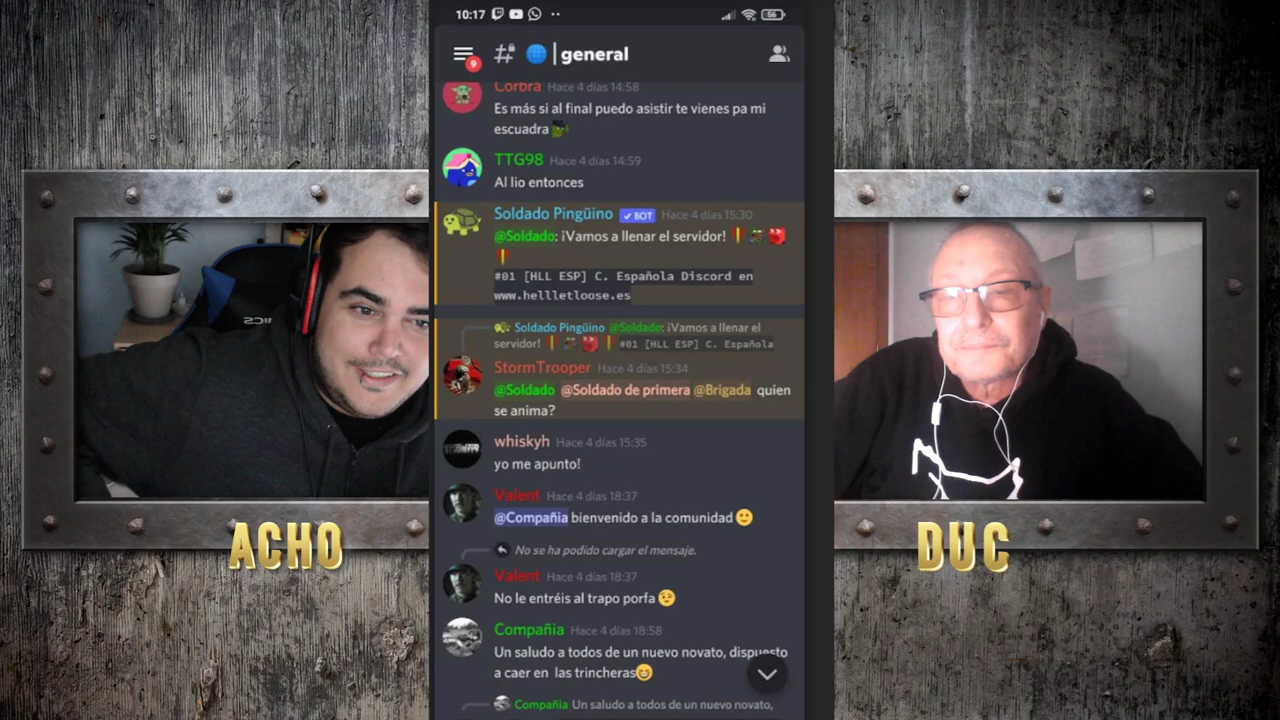 10:17
56
9
general
Corbra Hace 4 días 14:58
Es más si al final puedo asistir te vienes pa mi
escuadra
TTG98 Hace 4 días 14:59
Al lio entonces
Soldado Pingüino BOT Hace 4 días 15:30
@Soldado: ¡Vamos a llenar el servidor!
#01 [HLL ESP] C. Española Discord en
www.hellletloose.es
Soldado Pingüino @Soldado: ¡Vamos a llenar el
servidor! #01 [HLL ESP] C. Española
StormTrooper Hace 4 días 15:34
@Soldado @Soldado de primera @Brigada quien
se anima?
whiskyh Hace 4 días 15:35
yo me apunto!
Valent Hace 4 días 18:37
@Compañia bienvenido a la comunidad
No se ha podido cargar el mensaje.
Valent Hace 4 días 18:37
No le entréis al trapo porfa
Compañia Hace 4 días 18:58
Un saludo a todos de un nuevo novato, dispuesto
a caer en las trincheras
Compañia Un saludo a todos de un nuevo novato,
ACHO
DUC